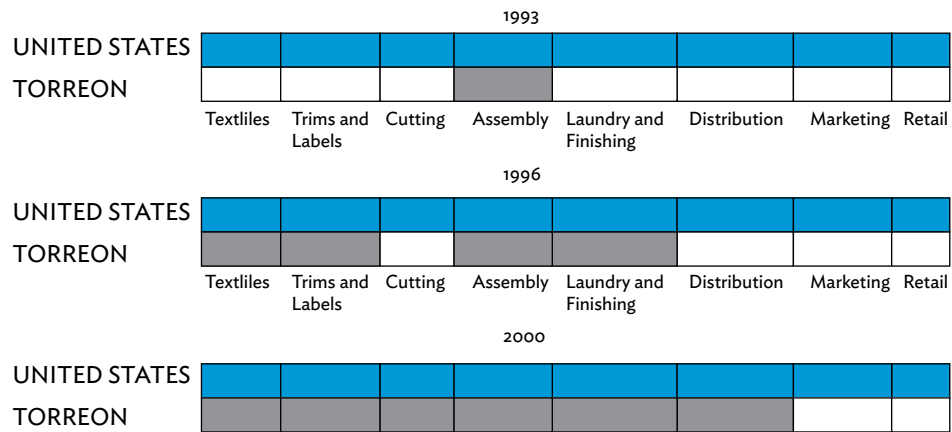 1993
UNITED STATES
TORREON
Textliles Trims and Labels Cutting Assembly Laundry and Finishing Distribution Marketing Retail
1996
UNITED STATES
TORREON
Textliles Trims and Labels Cutting Assembly Laundry and Finishing Distribution Marketing Retail
2000
UNITED STATES
TORREON